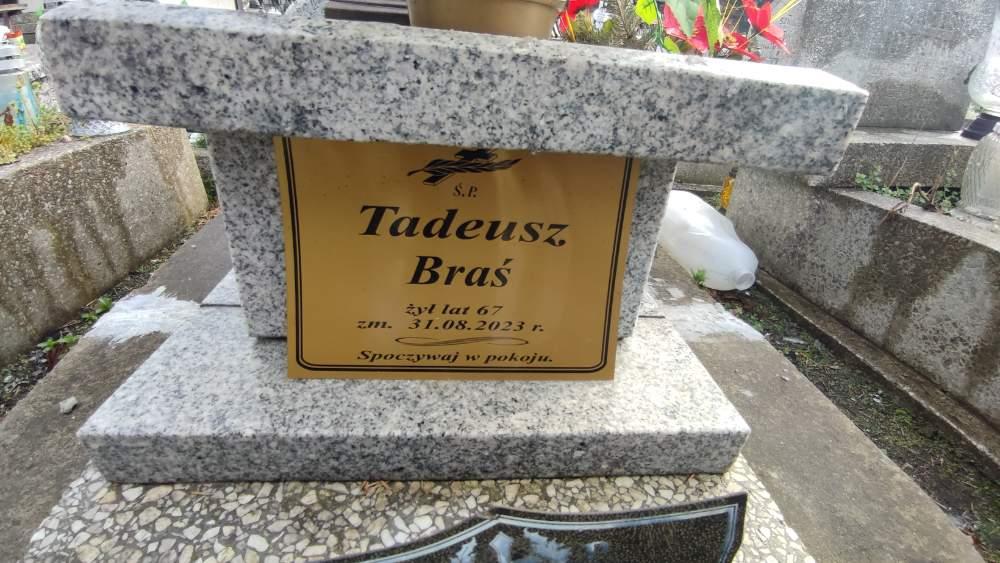 Ś.P.
Tadeusz
Braś
żył lat 67
zm. 31.08.2023 r.
Spoczywaj w pokoju.